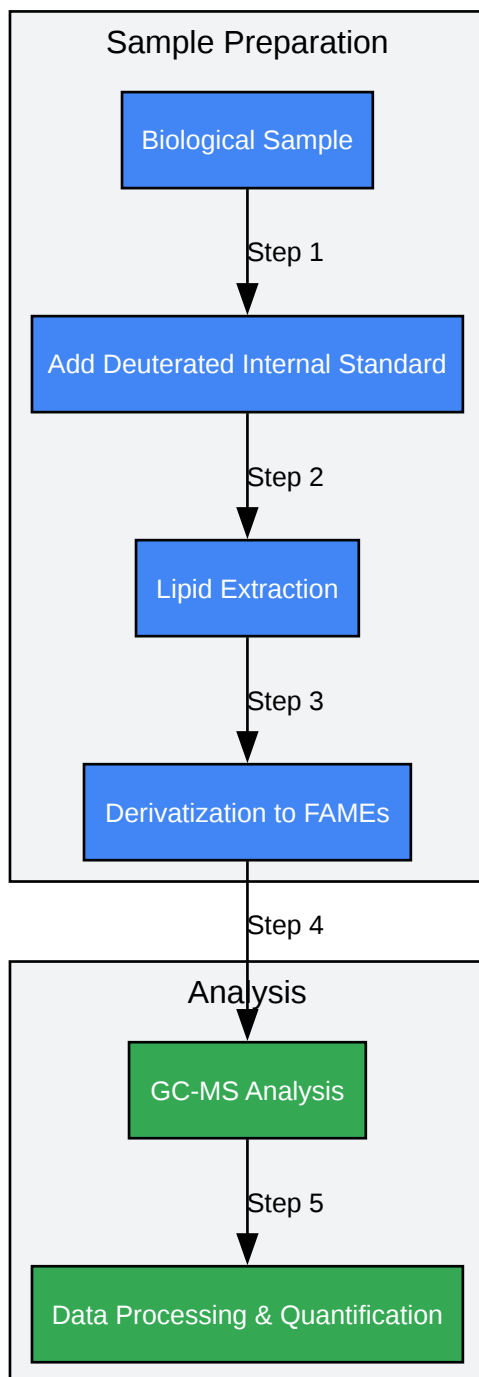 Sample Preparation
Biological Sample
Step 1
Add Deuterated Internal Standard
Step 2
Lipid Extraction
Step 3
Derivatization to FAMEs
Step 4
Analysis
GC-MS Analysis
Step 5
Data Processing & Quantification